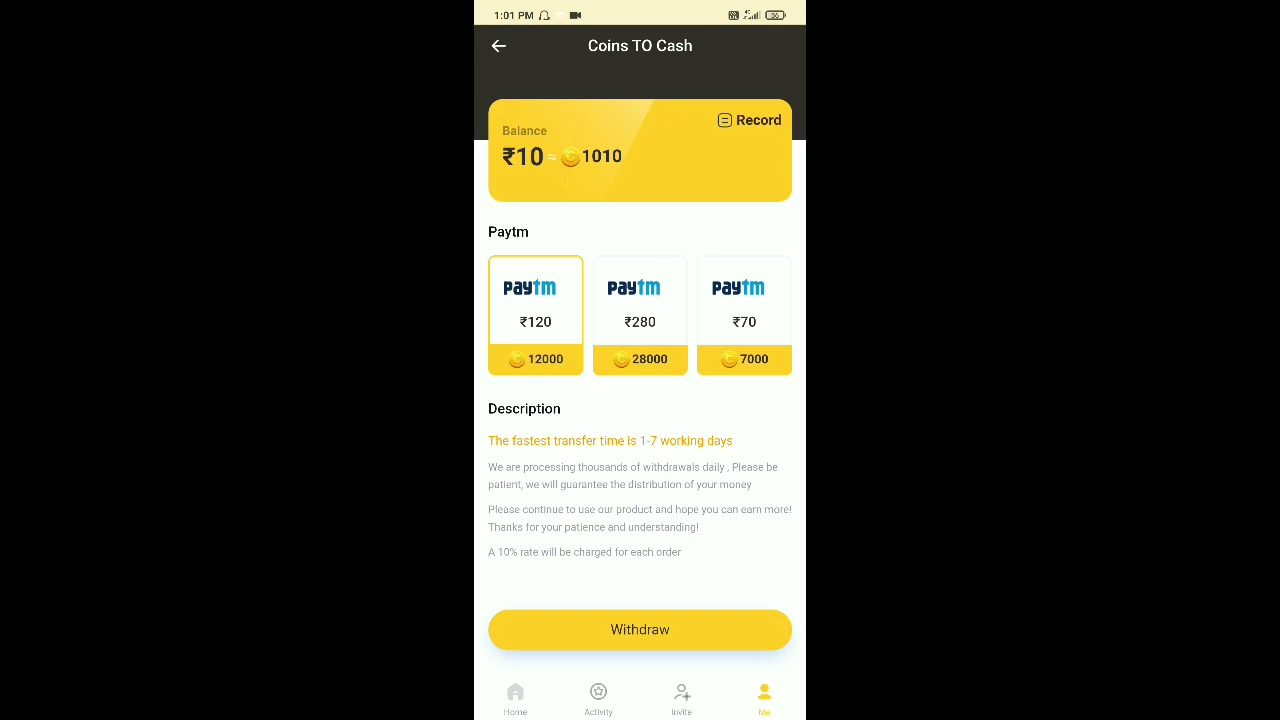 1:01 PM
56
Coins TO Cash
Record
Balance
₹10 ≈ 1010
Paytm
paytm paytm paytm
₹120 ₹280 ₹70
12000 28000 7000
Description
The fastest transfer time is 1-7 working days
We are processing thousands of withdrawals daily , Please be
patient, we will guarantee the distribution of your money
Please continue to use our product and hope you can earn more!
Thanks for your patience and understanding!
A 10% rate will be charged for each order
Withdraw
Home Activity Invite Me